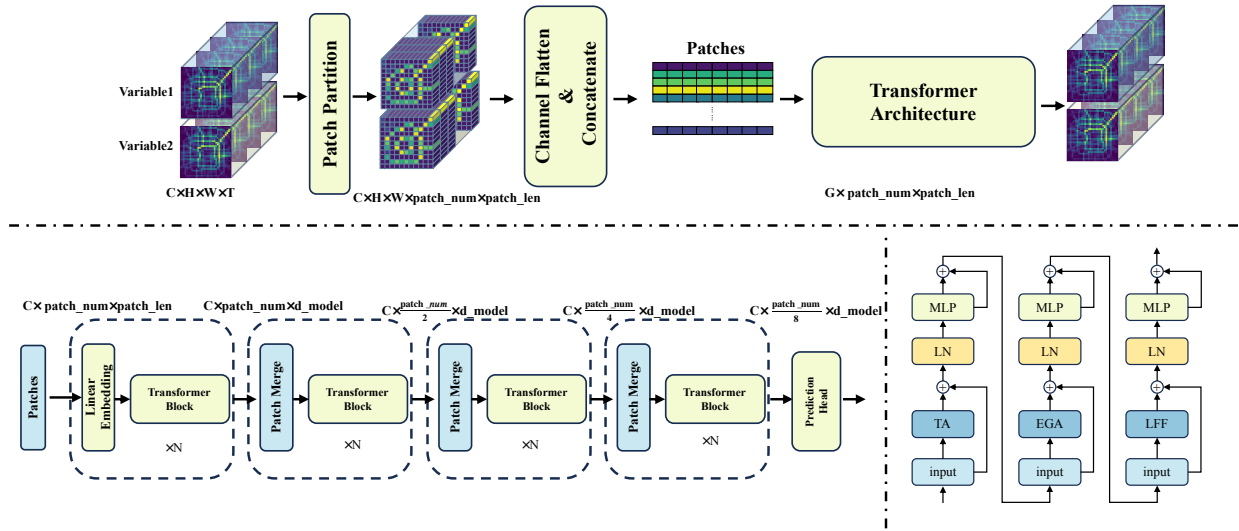 Variable1
Variable2
C×H×W×T
Patch Partition
C×H×W×patch_num×patch_len
Channel Flatten
&
Concatenate
Patches
Transformer
Architecture
G×patch_num×patch_len
C×patch_num×patch_len
C×patch_num×d_model
C×patch_num/2×d_model
C×patch_num/4×d_model
C×patch_num/8×d_model
Patches
Linear
Embedding
Transformer
Block
×N
Patch Merge
Transformer
Block
×N
Patch Merge
Transformer
Block
×N
Patch Merge
Transformer
Block
×N
Prediction
Head
MLP
LN
TA
input
MLP
LN
EGA
input
MLP
LN
LFF
input